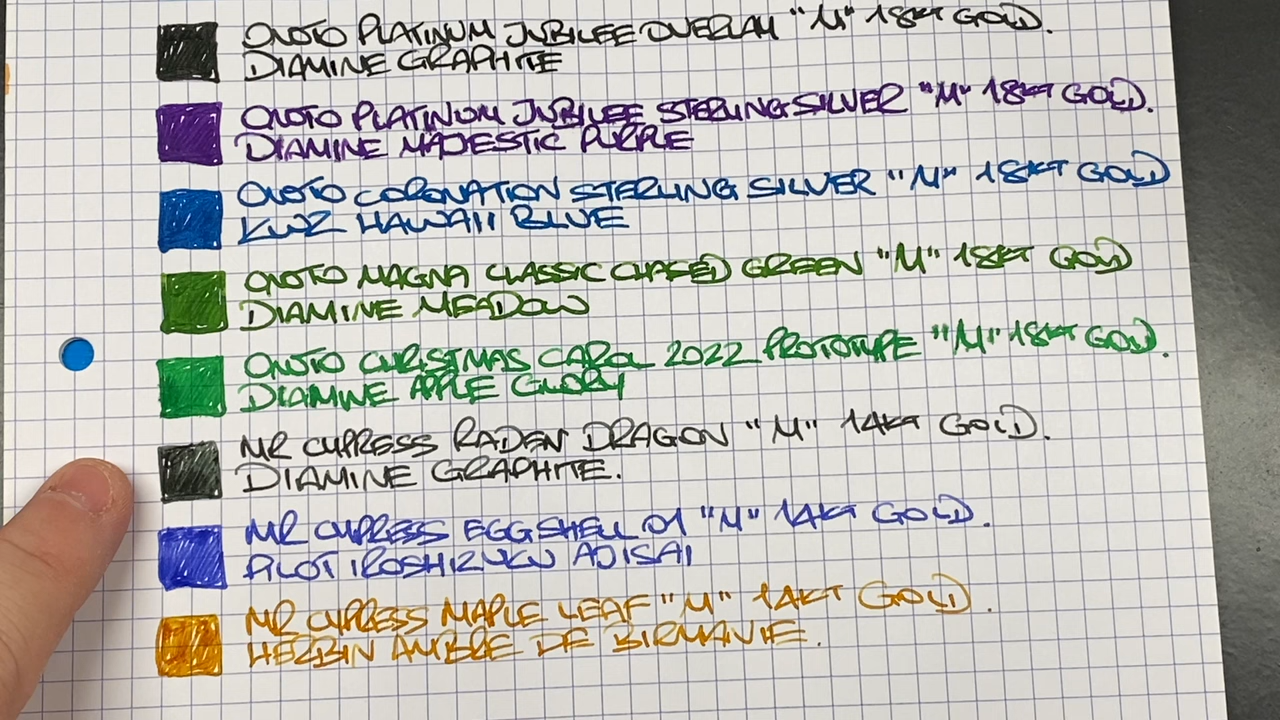 ONOTO PLATINUM JUBILEE OVERLAY "M" 18KT GOLD.
DIAMINE GRAPHITE
ONOTO PLATINUM JUBILEE STERLING SILVER "M" 18KT GOLD.
DIAMINE MAJESTIC PURPLE
ONOTO CORONATION STERLING SILVER "M" 18KT GOLD
KWZ HAWAII BLUE
ONOTO MAGNA CLASSIC CHASED GREEN "M" 18KT GOLD
DIAMINE MEADOW
ONOTO CHRISTMAS CAROL 2022 PROTOTYPE "M" 18KT GOLD.
DIAMINE APPLE GLORY
MR CYPRESS RADEN DRAGON "M" 14KT GOLD.
DIAMINE GRAPHITE.
MR CYPRESS EGGSHELL 01 "M" 14KT GOLD.
PILOT IROSHIZUKU AJISAI
MR CYPRESS MAPLE LEAF "M" 14KT GOLD.
HERBIN AMBRE DE BIRMANIE.